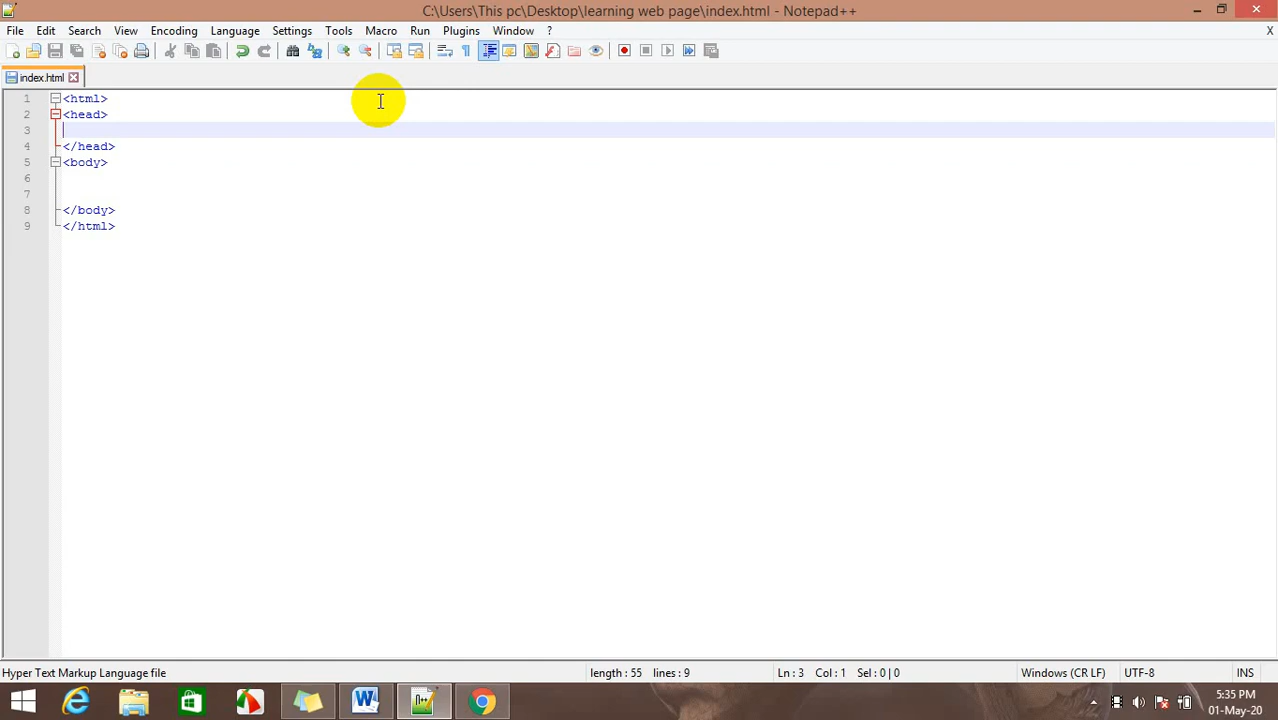 C:\Users\This pc\Desktop\learning web page\index.html - Notepad++
File Edit Search View Encoding Language Settings Tools Macro Run Plugins Window ? X
index.html
1 <html>
2 <head>
3
4 </head>
5 <body>
6
7
8 </body>
9 </html>
Hyper Text Markup Language file length : 55 lines : 9 Ln : 3 Col : 1 Sel : 0 | 0 Windows (CR LF) UTF-8 INS
5:35 PM
01-May-20